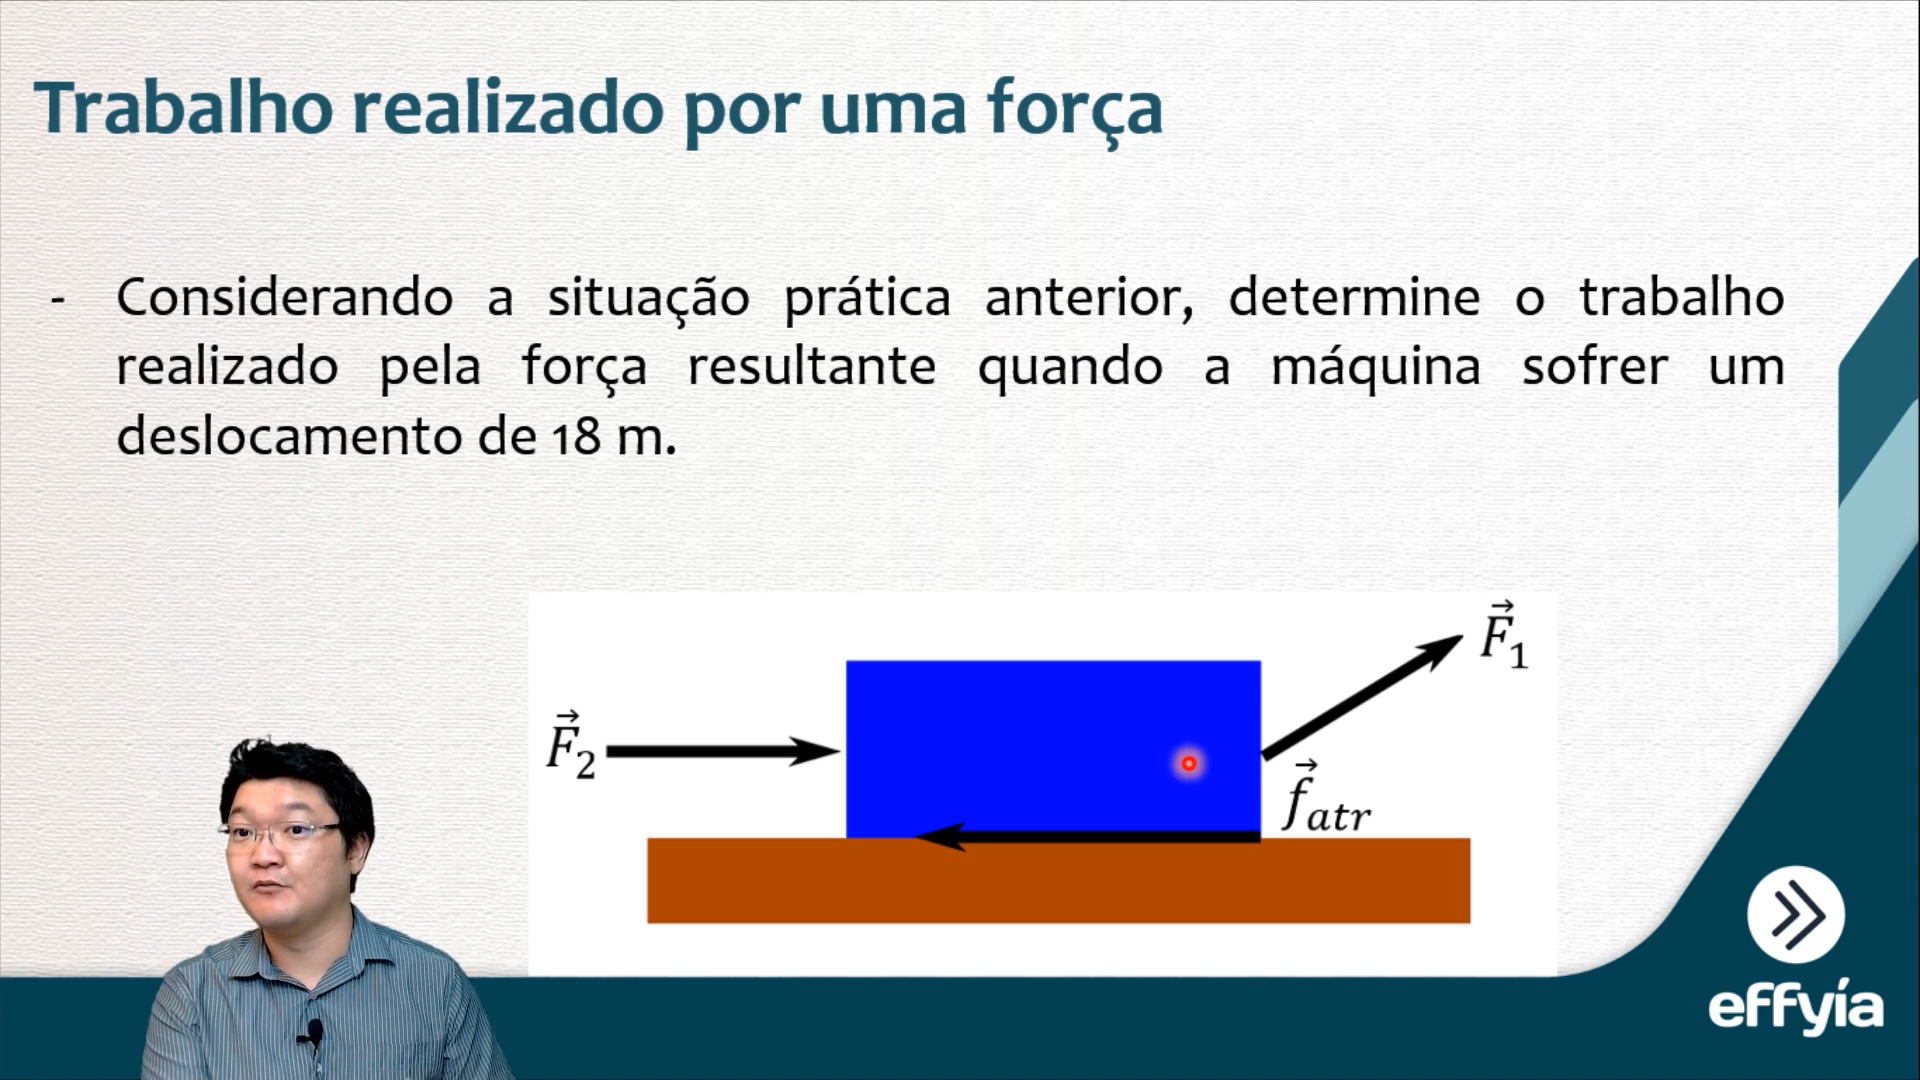 Trabalho realizado por uma força
- Considerando a situação prática anterior, determine o trabalho
realizado pela força resultante quando a máquina sofrer um
deslocamento de 18 m.
F⃗₁
F⃗₂
f⃗ₐₜᵣ
effyía